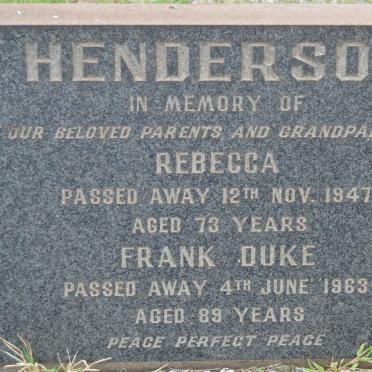 HENDERSO
IN MEMORY OF
OUR BELOVED PARENTS AND GRANDPA
REBECCA
PASSED AWAY 12TH NOV. 1947
AGED 73 YEARS
FRANK DUKE
PASSED AWAY 4TH JUNE 1963
AGED 89 YEARS
PEACE PERFECT PEACE